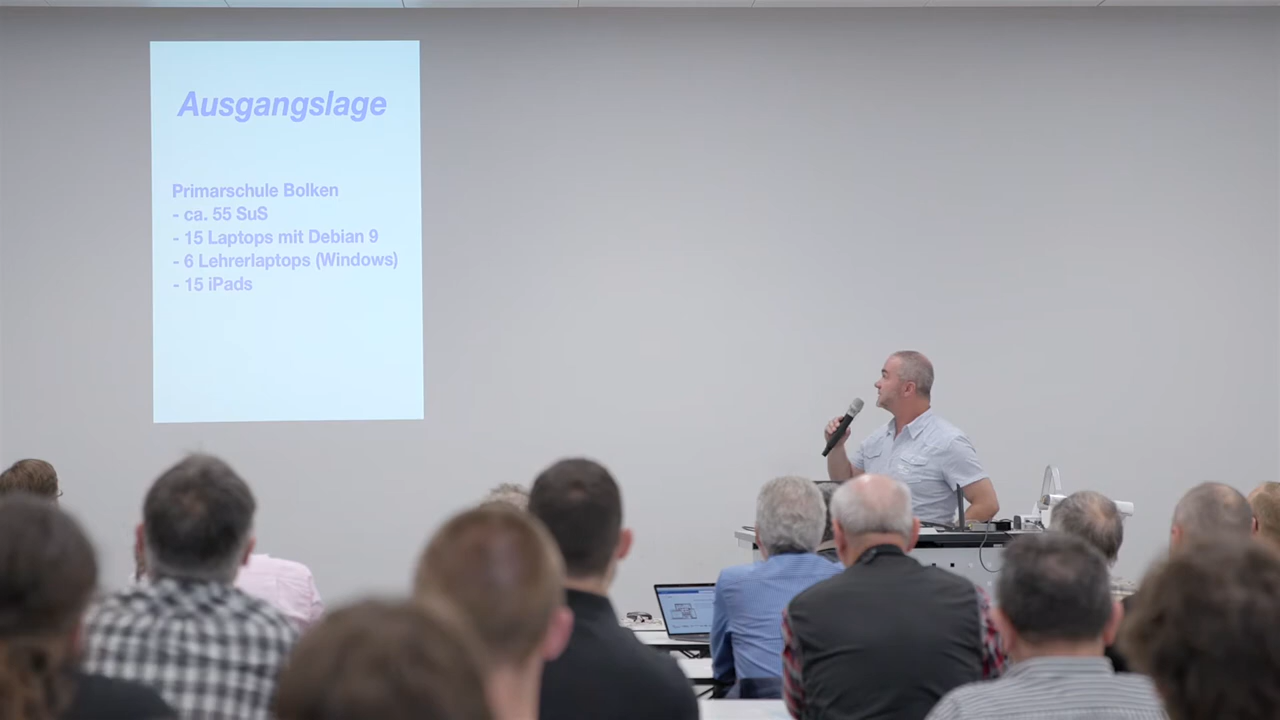 Ausgangslage
Primarschule Bolken
- ca. 55 SuS
- 15 Laptops mit Debian 9
- 6 Lehrerlaptops (Windows)
- 15 iPads